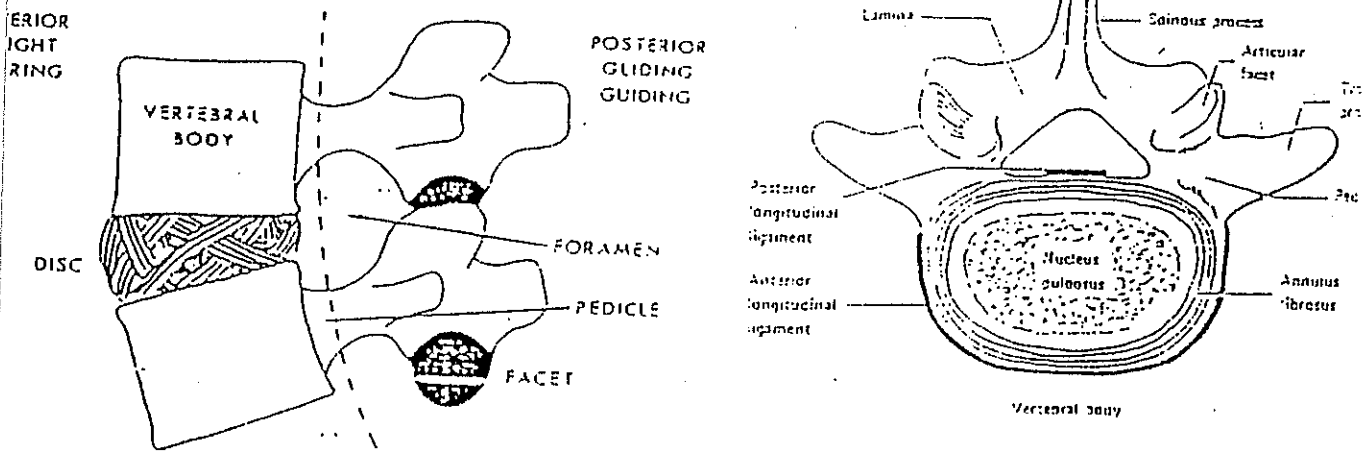 ERIOR
IGHT
RING
VERTEBRAL
BODY
POSTERIOR
GLIDING
GUIDING
DISC
FORAMEN
PEDICLE
FACET
Lamina
Spinous process
Articular
facet
Posterior
longitudinal
ligament
Ped
Nucleus
pulposus
Anterior
longitudinal
ligament
Annulus
fibrosus
Vertebral body